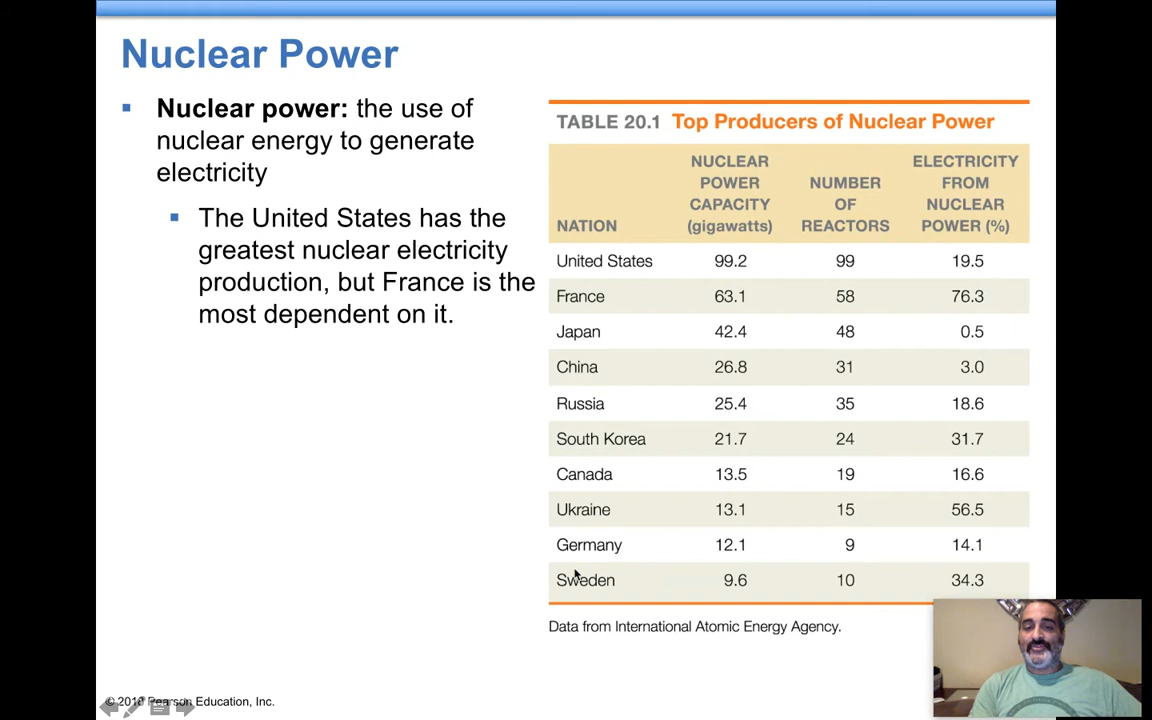 Nuclear Power
Nuclear power: the use of
nuclear energy to generate
electricity
The United States has the
greatest nuclear electricity
production, but France is the
most dependent on it.
TABLE 20.1 Top Producers of Nuclear Power
NATION
NUCLEAR
POWER
CAPACITY
(gigawatts)
NUMBER
OF
REACTORS
ELECTRICITY
FROM
NUCLEAR
POWER (%)
United States 99.2 99 19.5
France 63.1 58 76.3
Japan 42.4 48 0.5
China 26.8 31 3.0
Russia 25.4 35 18.6
South Korea 21.7 24 31.7
Canada 13.5 19 16.6
Ukraine 13.1 15 56.5
Germany 12.1 9 14.1
Sweden 9.6 10 34.3
Data from International Atomic Energy Agency.
© Pearson Education, Inc.